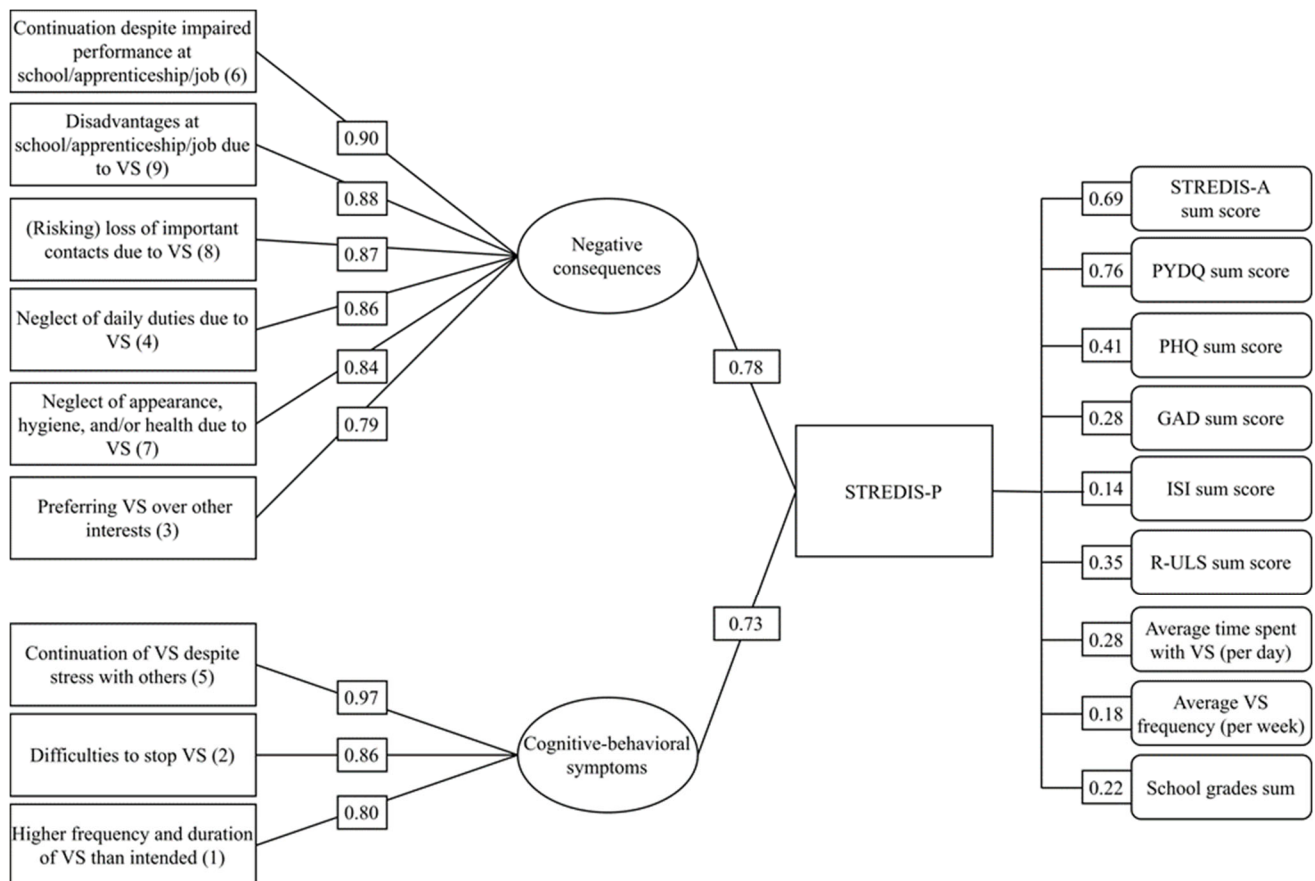 Continuation despite impaired
performance at
school/apprenticeship/job (6)
Disadvantages at
school/apprenticeship/job due
to VS (9)
(Risking) loss of important
contacts due to VS (8)
Neglect of daily duties due to
VS (4)
Neglect of appearance,
hygiene, and/or health due to
VS (7)
Preferring VS over other
interests (3)
0.90
0.88
0.87
0.86
0.84
0.79
Negative
consequences
0.78
Continuation of VS despite
stress with others (5)
Difficulties to stop VS (2)
Higher frequency and duration
of VS than intended (1)
0.97
0.86
0.80
Cognitive-behavioral
symptoms
0.73
STREDIS-P
0.69
STREDIS-A
sum score
0.76
PYDQ sum score
0.41
PHQ sum score
0.28
GAD sum score
0.14
ISI sum score
0.35
R-ULS sum score
0.28
Average time spent
with VS (per day)
0.18
Average VS
frequency (per week)
0.22
School grades sum